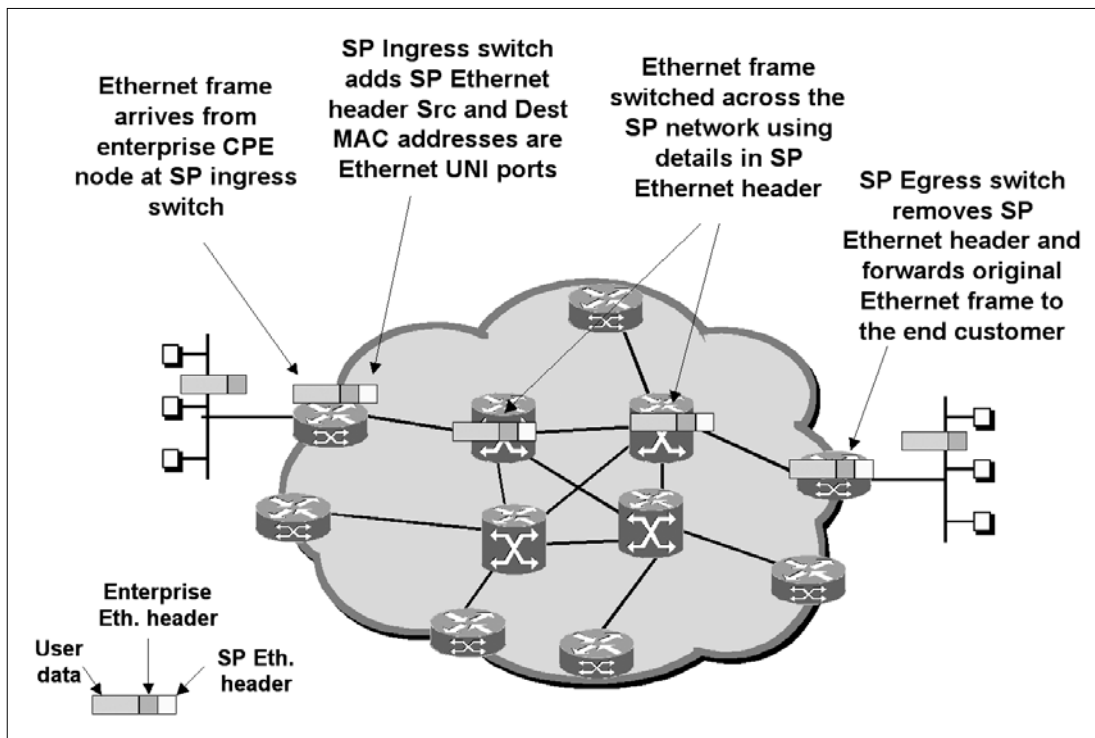 Ethernet frame
arrives from
enterprise CPE
node at SP ingress
switch
SP Ingress switch
adds SP Ethernet
header Src and Dest
MAC addresses are
Ethernet UNI ports
Ethernet frame
switched across the
SP network using
details in SP
Ethernet header
SP Egress switch
removes SP
Ethernet header and
forwards original
Ethernet frame to
the end customer
Enterprise
Eth. header
User
data
SP Eth.
header